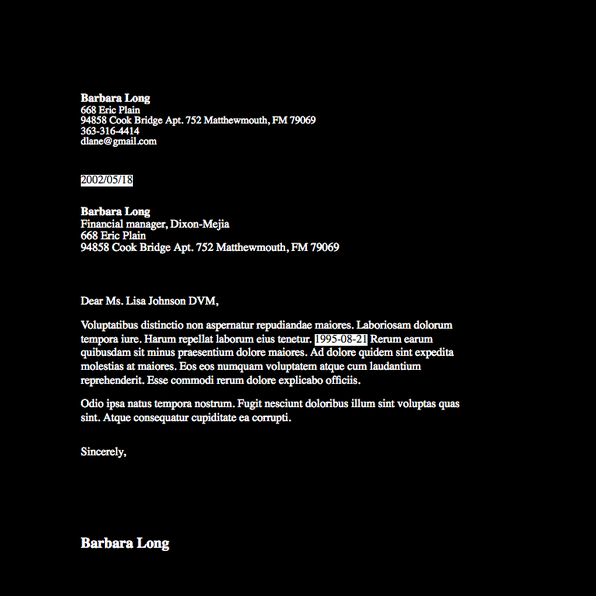 Barbara Long
668 Eric Plain
94858 Cook Bridge Apt. 752 Matthewmouth, FM 79069
363-316-4414
dlane@gmail.com
2002/05/18
Barbara Long
Financial manager, Dixon-Mejia
668 Eric Plain
94858 Cook Bridge Apt. 752 Matthewmouth, FM 79069
Dear Ms. Lisa Johnson DVM,
Voluptatibus distinctio non aspernatur repudiandae maiores. Laboriosam dolorum
tempora iure. Harum repellat laborum eius tenetur. 1995-08-21 Rerum earum
quibusdam sit minus praesentium dolore maiores. Ad dolore quidem sint expedita
molestias at maiores. Eos eos numquam voluptatem atque cum laudantium
reprehenderit. Esse commodi rerum dolore explicabo officiis.
Odio ipsa natus tempora nostrum. Fugit nesciunt doloribus illum sint voluptas quas
sint. Atque consequatur cupiditate ea corrupti.
Sincerely,
Barbara Long